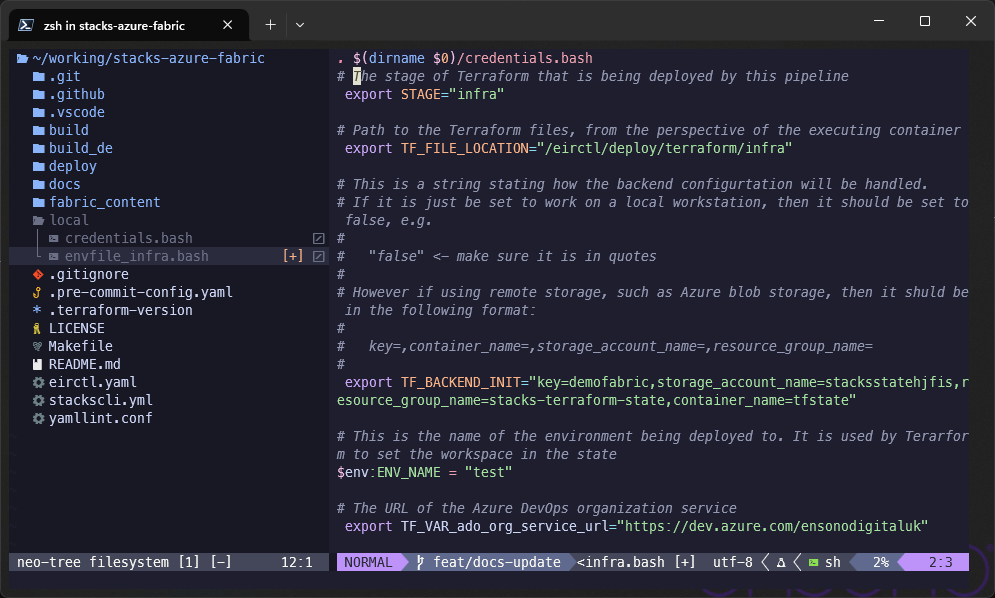 zsh in stacks-azure-fabric
~/working/stacks-azure-fabric
.git
.github
.vscode
build
build_de
deploy
docs
fabric_content
local
credentials.bash
envfile_infra.bash [+]
.gitignore
.pre-commit-config.yaml
.terraform-version
LICENSE
Makefile
README.md
eirctl.yaml
stackscli.yml
yamllint.conf
neo-tree filesystem [1] [-] 12:1
. $(dirname $0)/credentials.bash
# The stage of Terraform that is being deployed by this pipeline
export STAGE="infra"
# Path to the Terraform files, from the perspective of the executing container
export TF_FILE_LOCATION="/eirctl/deploy/terraform/infra"
# This is a string stating how the backend configurtation will be handled.
# If it is just be set to work on a local workstation, then it should be set to
false, e.g.
#
# "false" <- make sure it is in quotes
#
# However if using remote storage, such as Azure blob storage, then it shuld be
in the following format:
#
# key=,container_name=,storage_account_name=,resource_group_name=
#
export TF_BACKEND_INIT="key=demofabric,storage_account_name=stacksstatehjfis,r
esource_group_name=stacks-terraform-state,container_name=tfstate"
# This is the name of the environment being deployed to. It is used by Terarfor
m to set the workspace in the state
$env:ENV_NAME = "test"
# The URL of the Azure DevOps organization service
export TF_VAR_ado_org_service_url="https://dev.azure.com/ensonodigitaluk"
NORMAL feat/docs-update <infra.bash [+] utf-8 sh 2% 2:3